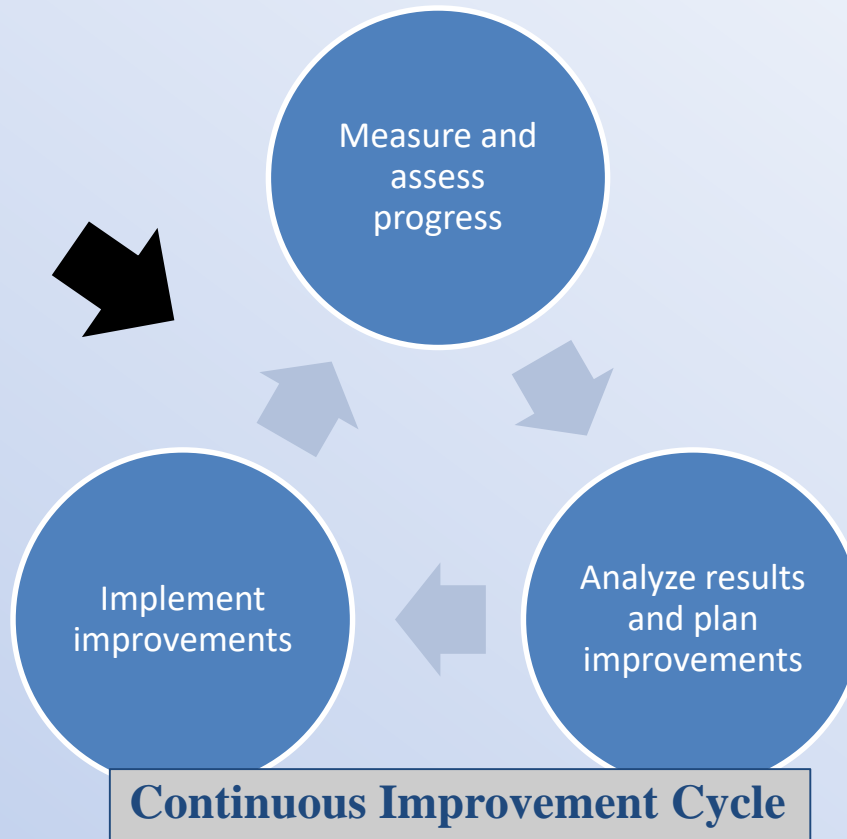 Measure and
assess
progress
Analyze results
and plan
improvements
Implement
improvements
Continuous Improvement Cycle